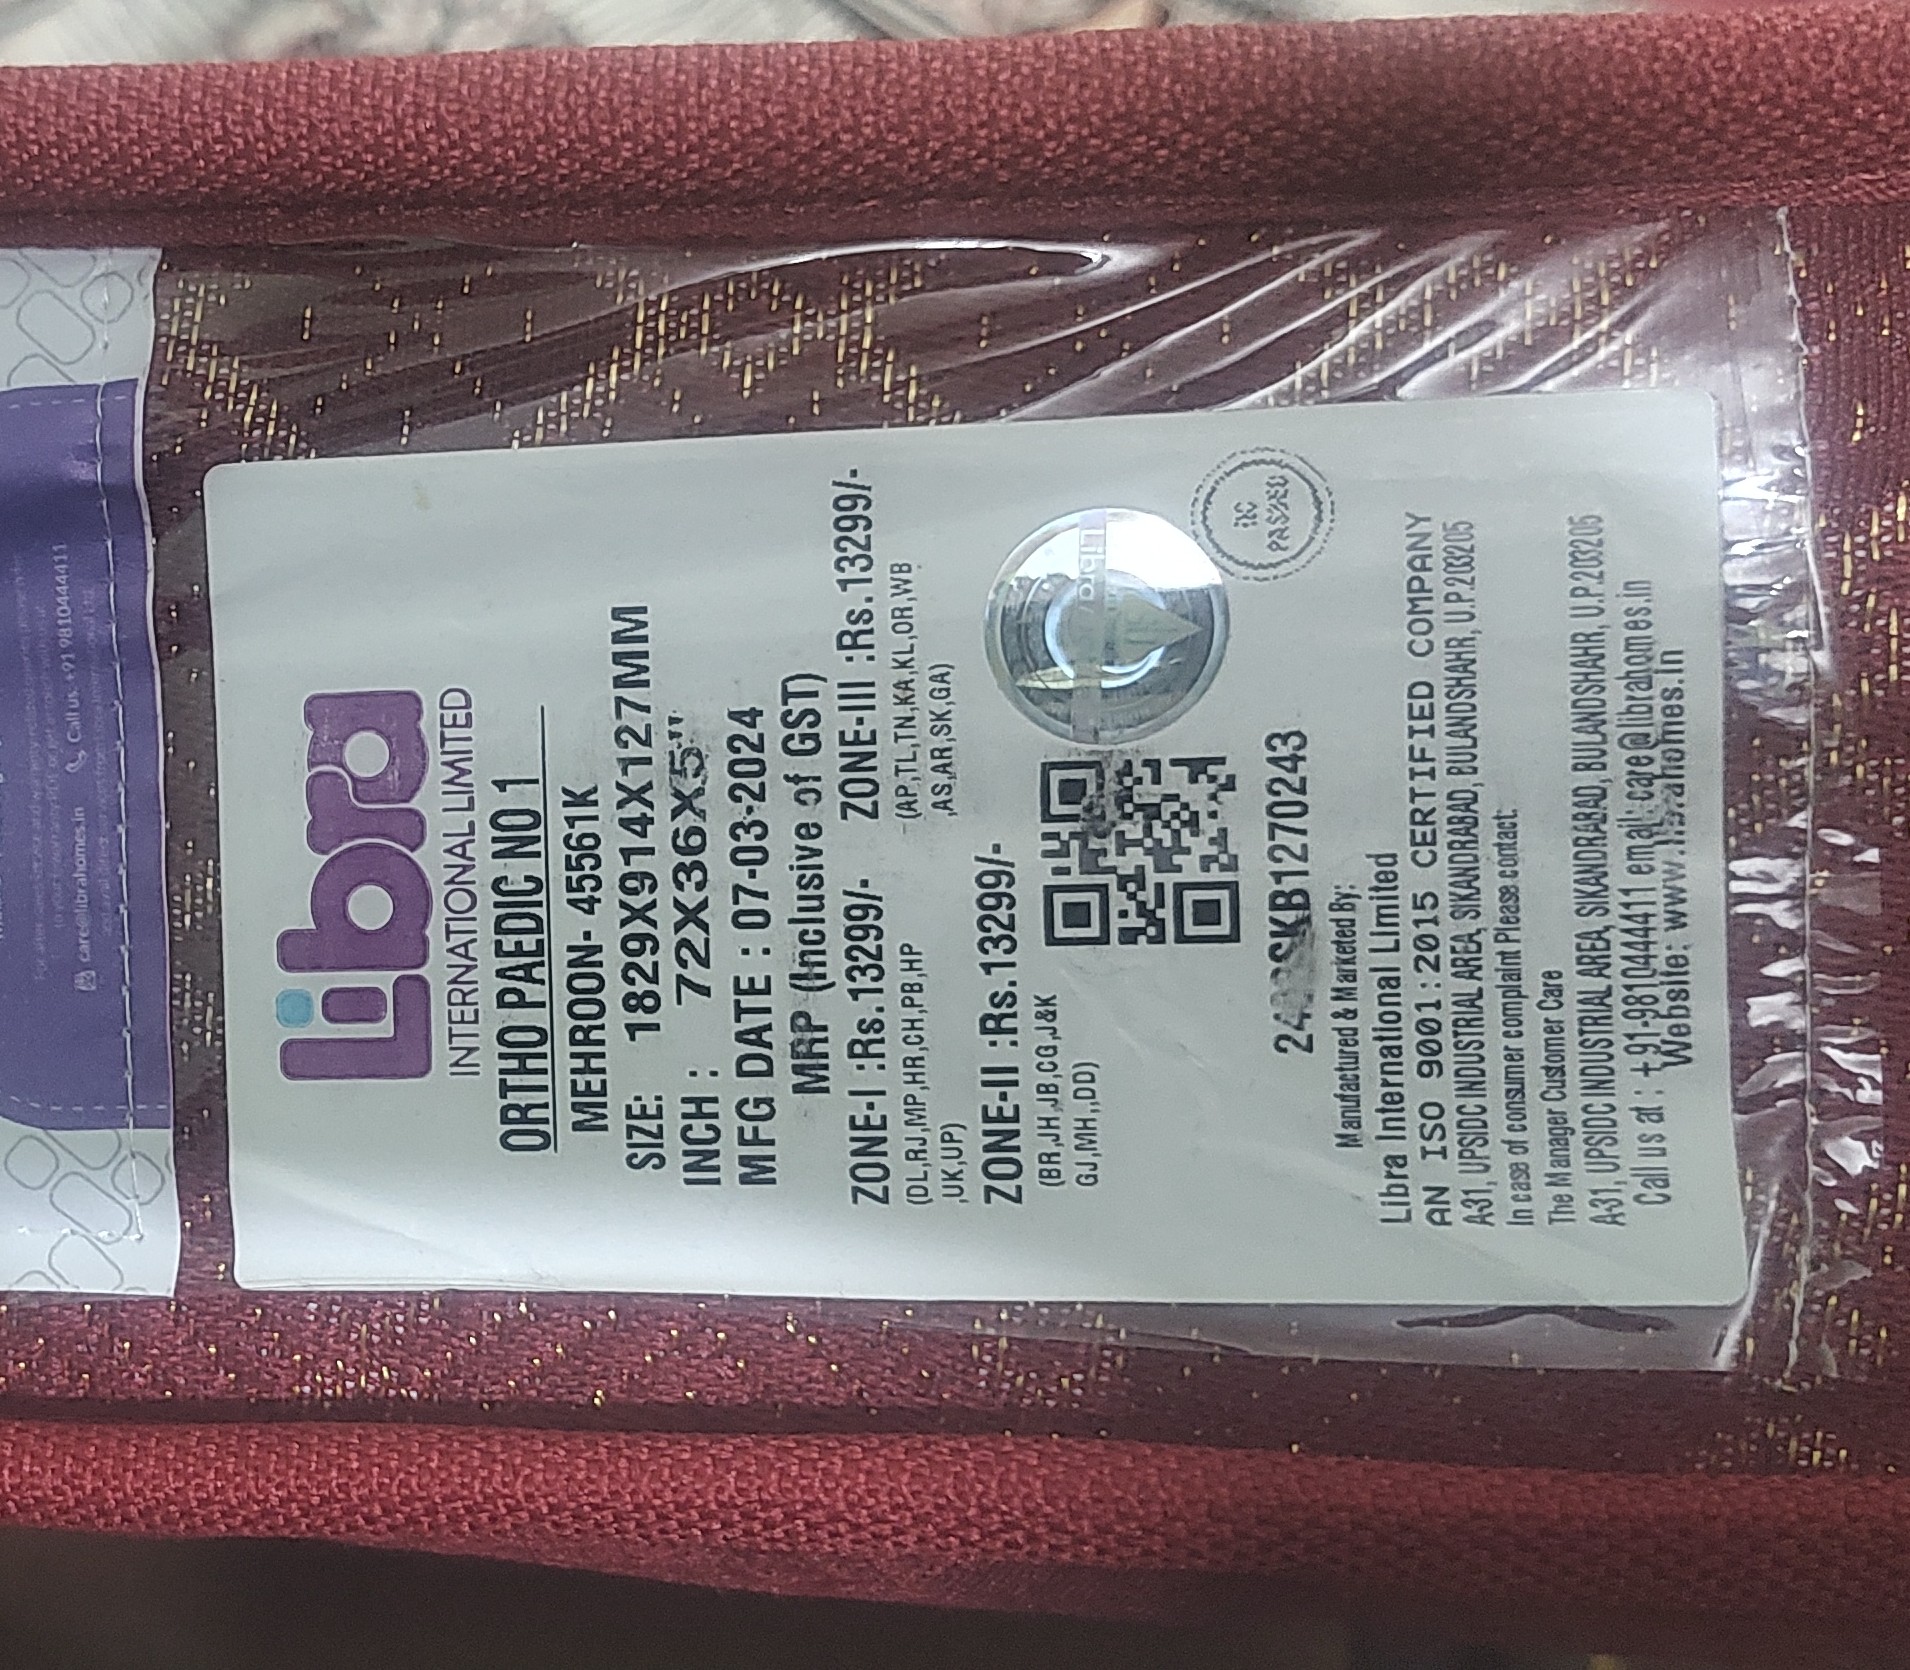 care@librahomes.in Call us: +91 9810444411
Libra
INTERNATIONAL LIMITED
ORTHO PAEDIC NO 1
MEHROON- 45561K
SIZE: 1829X914X127MM
INCH : 72X36X5"
MFG DATE : 07-03-2024
MRP (Inclusive of GST)
ZONE-I :Rs.13299/- ZONE-III :Rs.13299/-
(DL,RJ,MP,HR,CH,PB,HP (AP,TL,TN,KA,KL,OR,WB
,UK,UP) ,AS,AR,SK,GA)
ZONE-II :Rs.13299/-
(BR,JH,JB,CG,J&K
GJ,MH,,DD)
Libra
QC
PASSED
Manufactured & Marketed By:
Libra International Limited
AN ISO 9001:2015 CERTIFIED COMPANY
A-31, UPSIDC INDUSTRIAL AREA, SIKANDRABAD, BULANDSHAHR, U.P.203205
In case of consumer complaint Please contact:
The Manager Customer Care
A-31, UPSIDC INDUSTRIAL AREA, SIKANDRABAD, BULANDSHAHR, U.P.203205
Call us at : +91-9810444411 email: care@librahomes.in
Website: www.librahomes.in